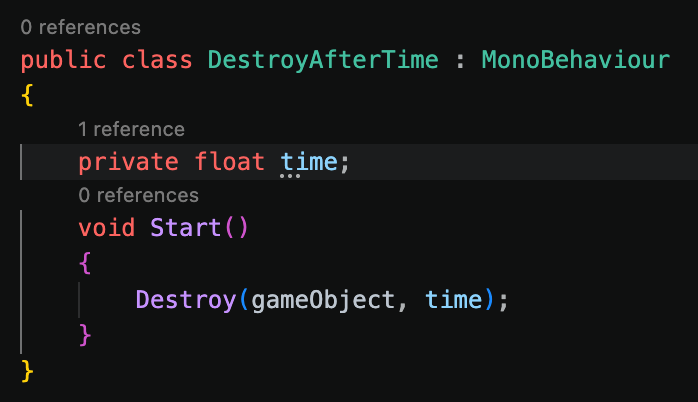 0 references
public class DestroyAfterTime : MonoBehaviour
{
1 reference
private float time;
0 references
void Start()
{
Destroy(gameObject, time);
}
}